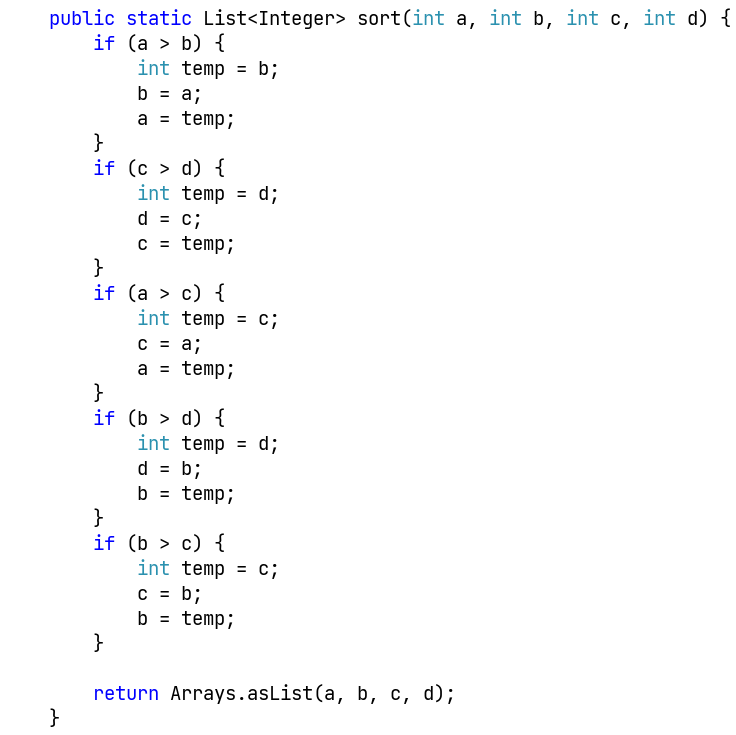 public static List<Integer> sort(int a, int b, int c, int d) {
    if (a > b) {
        int temp = b;
        b = a;
        a = temp;
    }
    if (c > d) {
        int temp = d;
        d = c;
        c = temp;
    }
    if (a > c) {
        int temp = c;
        c = a;
        a = temp;
    }
    if (b > d) {
        int temp = d;
        d = b;
        b = temp;
    }
    if (b > c) {
        int temp = c;
        c = b;
        b = temp;
    }

    return Arrays.asList(a, b, c, d);
}